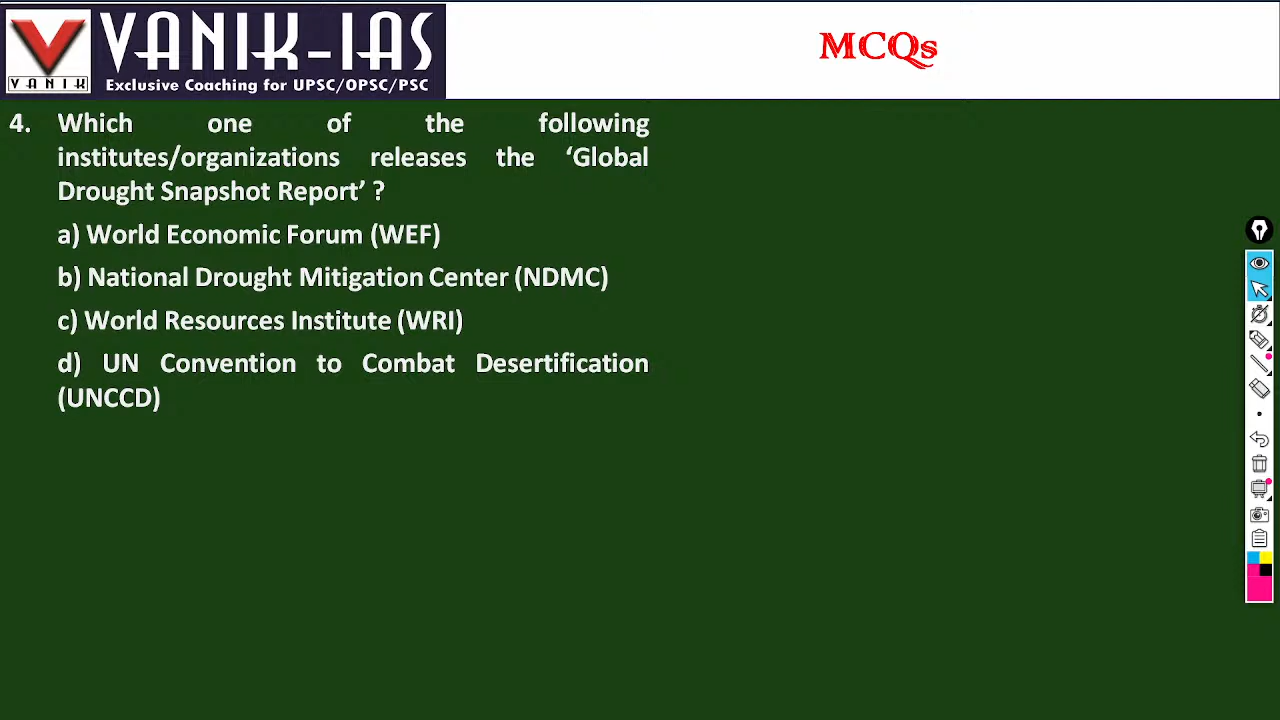 VANIK-IAS
VANIK
Exclusive Coaching for UPSC/OPSC/PSC
MCQs
4. Which one of the following
institutes/organizations releases the ‘Global
Drought Snapshot Report’ ?
a) World Economic Forum (WEF)
b) National Drought Mitigation Center (NDMC)
c) World Resources Institute (WRI)
d) UN Convention to Combat Desertification
(UNCCD)